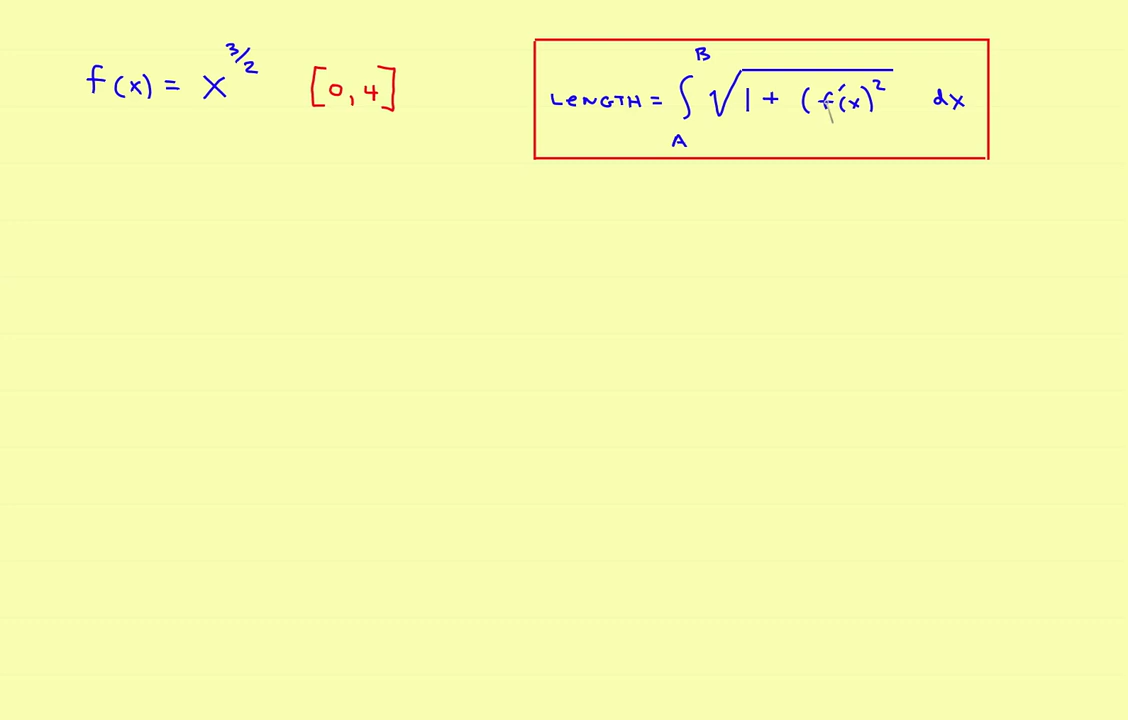 f(x) = x^{3/2} [0, 4]
LENGTH = ∫_A^B √(1 + (f'(x))^2) dx